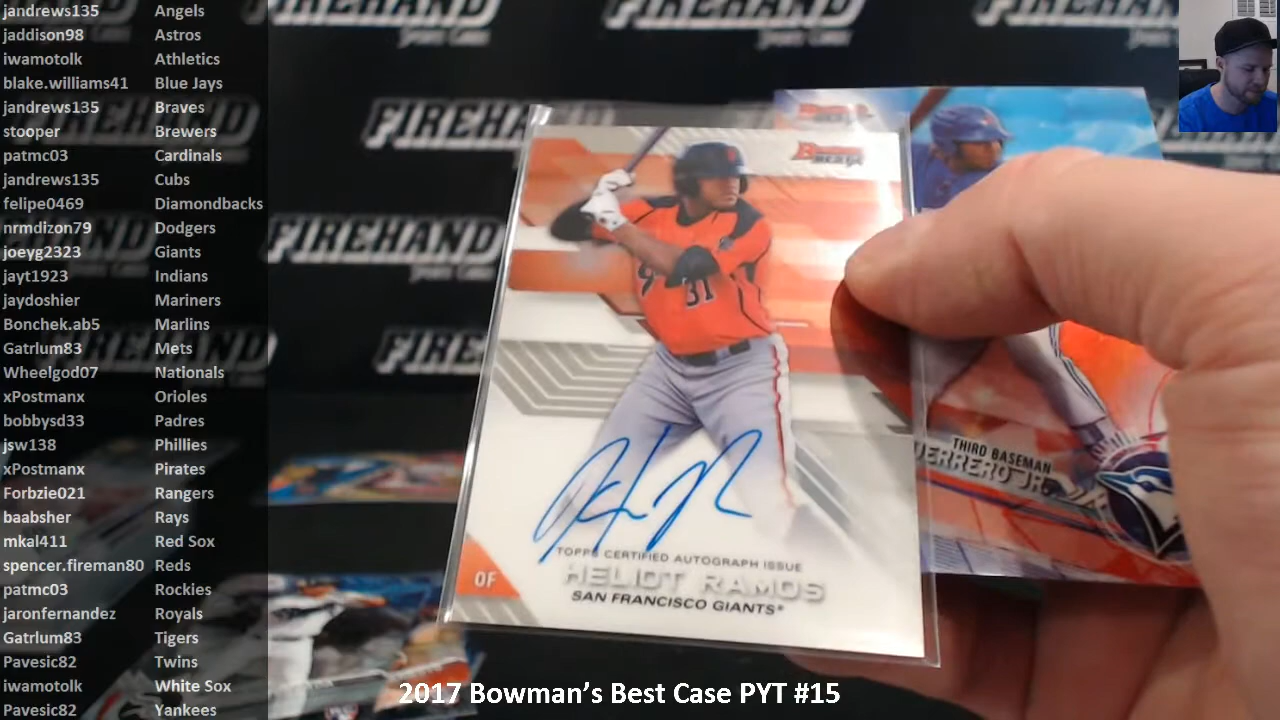 jandrews135 Angels
jaddison98 Astros
iwamotolk Athletics
blake.williams41 Blue Jays
jandrews135 Braves
stooper Brewers
patmc03 Cardinals
jandrews135 Cubs
felipe0469 Diamondbacks
nrmdizon79 Dodgers
joeyg2323 Giants
jayt1923 Indians
jaydoshier Mariners
Bonchek.ab5 Marlins
Gatrlum83 Mets
Wheelgod07 Nationals
xPostmanx Orioles
bobbysd33 Padres
jsw138 Phillies
xPostmanx Pirates
Forbzie021 Rangers
baabsher Rays
mkal411 Red Sox
spencer.fireman80 Reds
patmc03 Rockies
jaronfernandez Royals
Gatrlum83 Tigers
Pavesic82 Twins
iwamotolk White Sox
Pavesic82 Yankees
FIREHAND
FIREHAND
FIREHAND
Bowman's
BEST
31
TOPPS CERTIFIED AUTOGRAPH ISSUE
HELIOT RAMOS
OF
SAN FRANCISCO GIANTS
THIRD BASEMAN
GUERRERO JR.
2017 Bowman's Best Case PYT #15